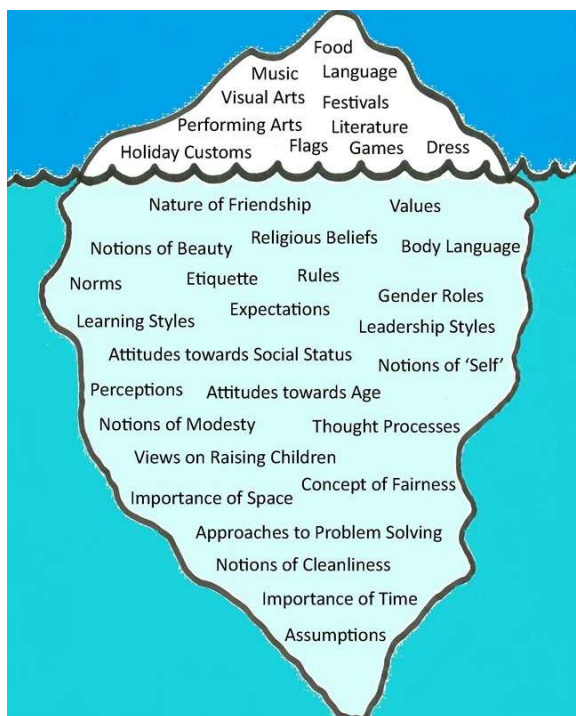 Food
Music Language
Visual Arts Festivals
Performing Arts Literature
Holiday Customs Flags Games Dress
Nature of Friendship Values
Notions of Beauty Religious Beliefs Body Language
Norms Etiquette Rules
Expectations Gender Roles
Learning Styles Leadership Styles
Attitudes towards Social Status Notions of ‘Self’
Perceptions Attitudes towards Age
Notions of Modesty Thought Processes
Views on Raising Children
Importance of Space Concept of Fairness
Approaches to Problem Solving
Notions of Cleanliness
Importance of Time
Assumptions